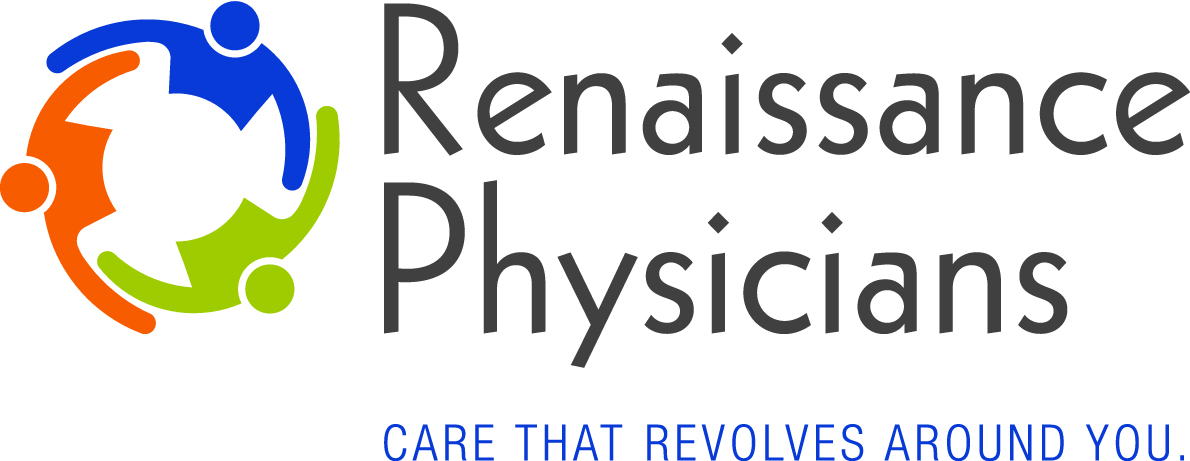 Renaissance
Physicians
CARE THAT REVOLVES AROUND YOU.